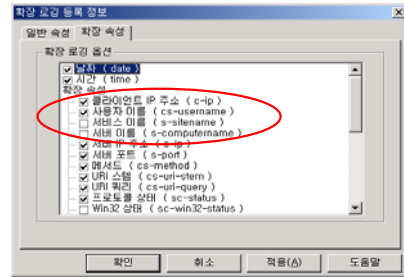 확장 로깅 등록 정보
일반 속성 확장 속성
확장 로깅 옵션
날짜 ( date )
시간 ( time )
확장 속성
클라이언트 IP 주소 ( c-ip )
사용자 이름 ( cs-username )
서비스 이름 ( s-sitename )
서버 이름 ( s-computername )
서버 IP 주소 ( s-ip )
서버 포트 ( s-port )
메서드 ( cs-method )
URI 스템 ( cs-uri-stem )
URI 쿼리 ( cs-uri-query )
프로토콜 상태 ( sc-status )
Win32 상태 ( sc-win32-status )
확인 취소 적용(A) 도움말